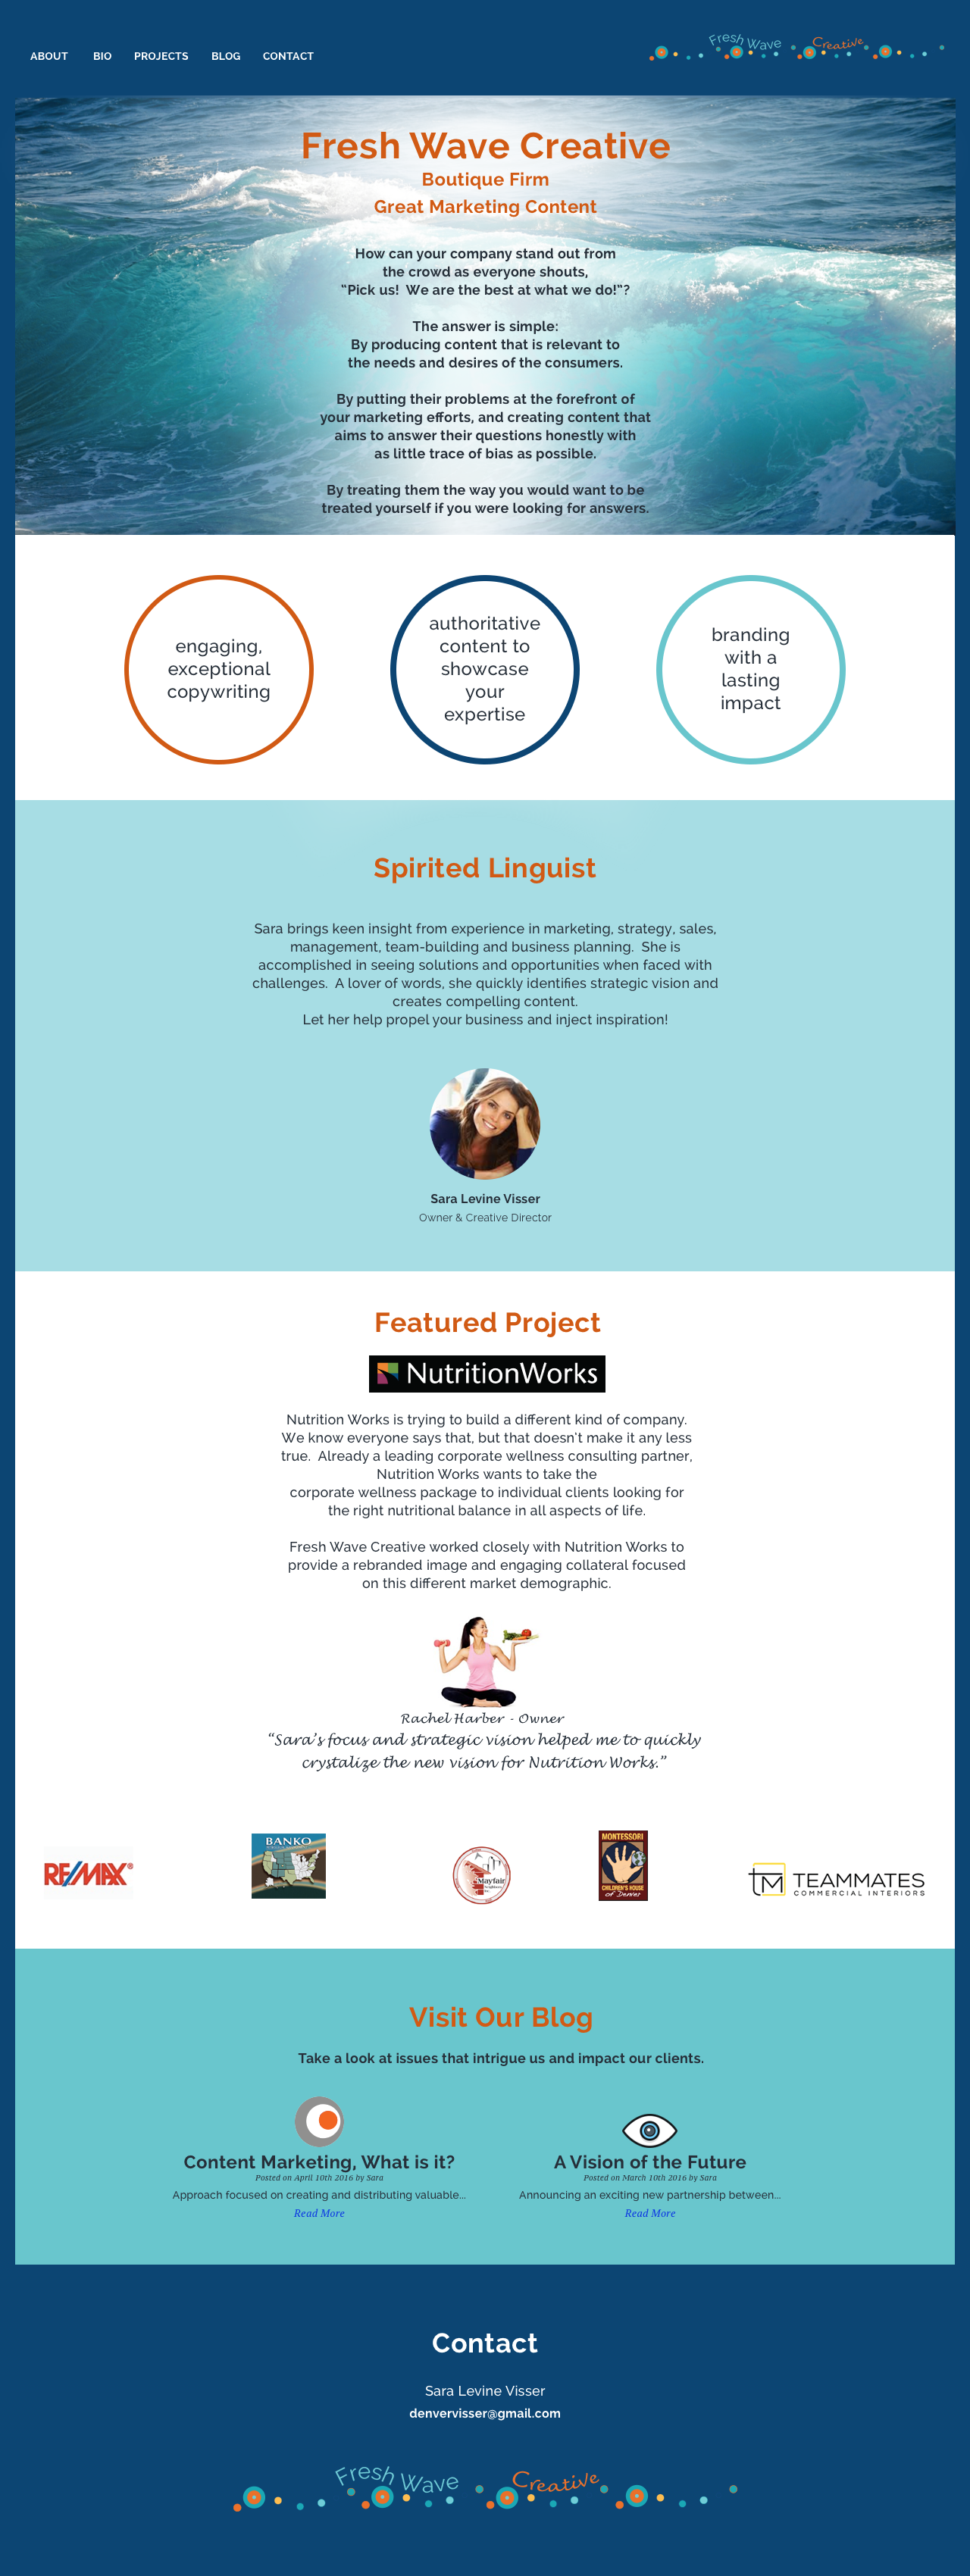 ABOUT BIO PROJECTS BLOG CONTACT
Fresh Wave Creative
Fresh Wave Creative
Boutique Firm
Great Marketing Content
How can your company stand out from
the crowd as everyone shouts,
"Pick us!  We are the best at what we do!"?
The answer is simple:
By producing content that is relevant to
the needs and desires of the consumers.
By putting their problems at the forefront of
your marketing efforts, and creating content that
aims to answer their questions honestly with
as little trace of bias as possible.
By treating them the way you would want to be
treated yourself if you were looking for answers.
engaging,
exceptional
copywriting
authoritative
content to
showcase
your
expertise
branding
with a
lasting
impact
Spirited Linguist
Sara brings keen insight from experience in marketing, strategy, sales,
management, team-building and business planning.  She is
accomplished in seeing solutions and opportunities when faced with
challenges.  A lover of words, she quickly identifies strategic vision and
creates compelling content.
Let her help propel your business and inject inspiration!
Sara Levine Visser
Owner & Creative Director
Featured Project
NutritionWorks
Nutrition Works is trying to build a different kind of company.
We know everyone says that, but that doesn't make it any less
true.  Already a leading corporate wellness consulting partner,
Nutrition Works wants to take the
corporate wellness package to individual clients looking for
the right nutritional balance in all aspects of life.
Fresh Wave Creative worked closely with Nutrition Works to
provide a rebranded image and engaging collateral focused
on this different market demographic.
Rachel Harber - Owner
“Sara’s focus and strategic vision helped me to quickly
crystalize the new vision for Nutrition Works.”
RE/MAX®
BANKO
Mayfair
MONTESSORI
CHILDREN'S HOUSE
of Denver
TM TEAMMATES
COMMERCIAL INTERIORS
Visit Our Blog
Take a look at issues that intrigue us and impact our clients.
Content Marketing, What is it?
Posted on April 10th 2016 by Sara
Approach focused on creating and distributing valuable...
Read More
A Vision of the Future
Posted on March 10th 2016 by Sara
Announcing an exciting new partnership between...
Read More
Contact
Sara Levine Visser
denvervisser@gmail.com
Fresh Wave Creative